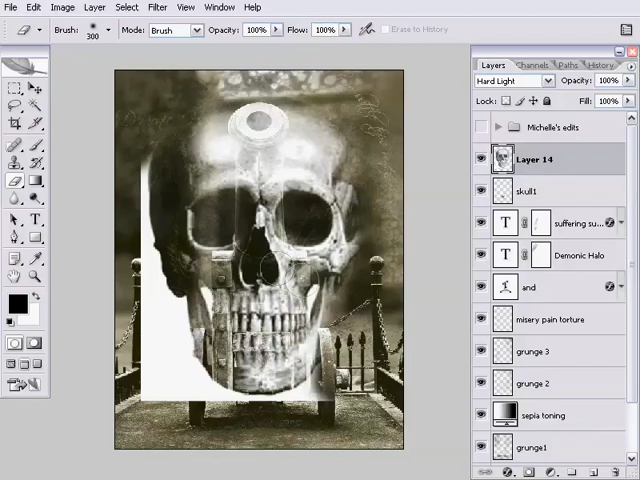 File Edit Image Layer Select Filter View Window Help
Brush: 300 Mode: Brush Opacity: 100% Flow: 100% Erase to History
Layers Channels Paths History
Hard Light Opacity: 100%
Lock: Fill: 100%
Michelle's edits
Layer 14
skull1
T suffering su...
T Demonic Halo
and
misery pain torture
grunge 3
grunge 2
sepia toning
grunge1